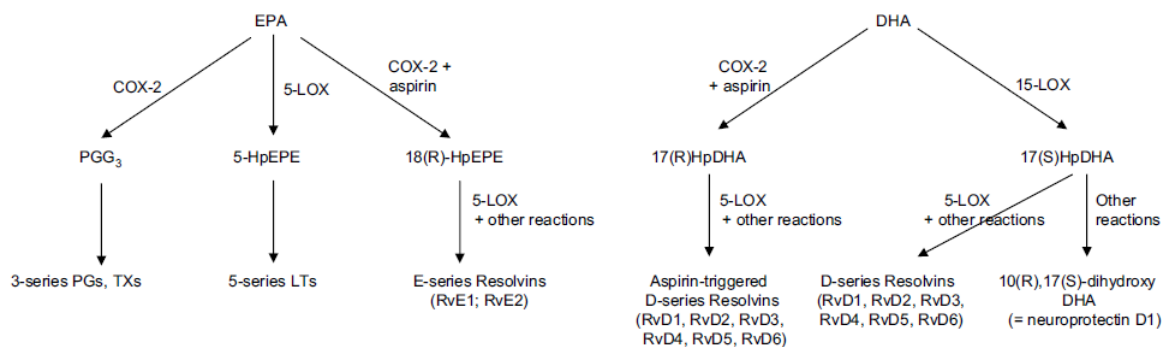 EPA
DHA
COX-2
5-LOX
COX-2 +
aspirin
COX-2
+ aspirin
15-LOX
PGG₃
5-HpEPE
18(R)-HpEPE
17(R)HpDHA
17(S)HpDHA
5-LOX
+ other reactions
5-LOX
+ other reactions
5-LOX
+ other reactions
Other
reactions
3-series PGs, TXs
5-series LTs
E-series Resolvins
(RvE1; RvE2)
Aspirin-triggered
D-series Resolvins
(RvD1, RvD2, RvD3,
RvD4, RvD5, RvD6)
D-series Resolvins
(RvD1, RvD2, RvD3,
RvD4, RvD5, RvD6)
10(R),17(S)-dihydroxy
DHA
(= neuroprotectin D1)